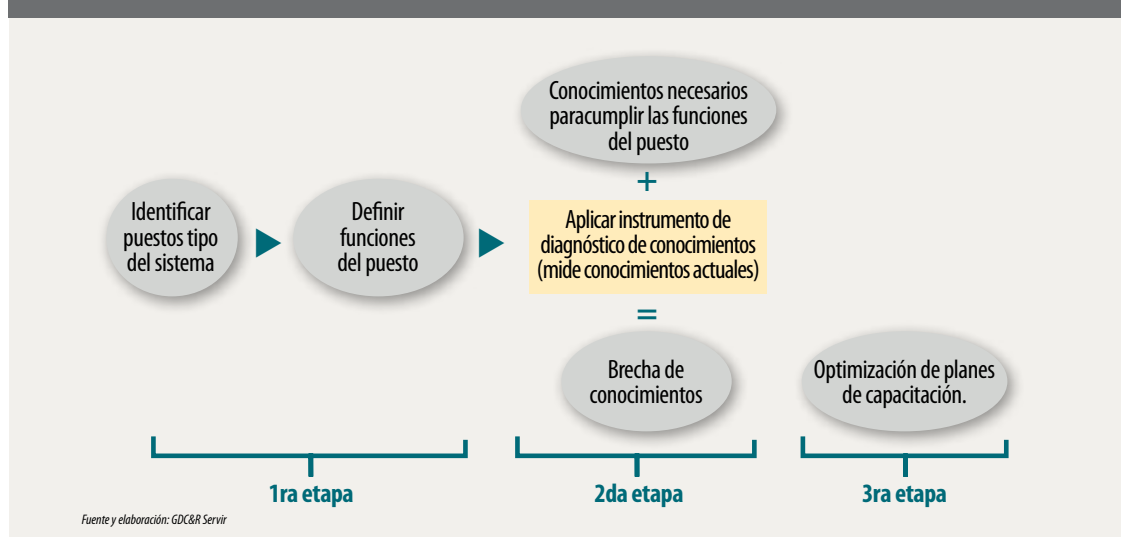 Identificar
puestos tipo
del sistema
Definir
funciones
del puesto
Conocimientos necesarios
paracumplir las funciones
del puesto
+
Aplicar instrumento de
diagnóstico de conocimientos
(mide conocimientos actuales)
=
Brecha de
conocimientos
Optimización de planes
de capacitación.
1ra etapa
2da etapa
3ra etapa
Fuente y elaboración: GDC&R Servir